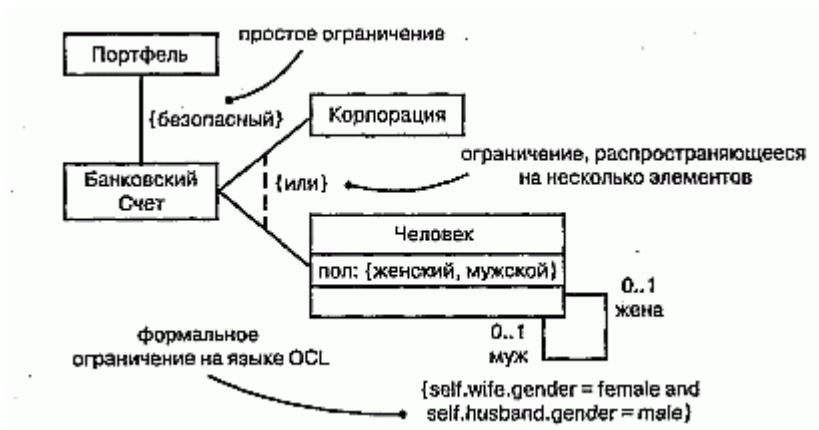 простое ограничение
Портфель
{безопасный}
Корпорация
ограничение, распространяющееся
на несколько элементов
Банковский
Счет
{или}
Человек
пол: {женский, мужской}
0..1
жена
0..1
муж
формальное
ограничение на языке OCL
{self.wife.gender = female and
self.husband.gender = male}